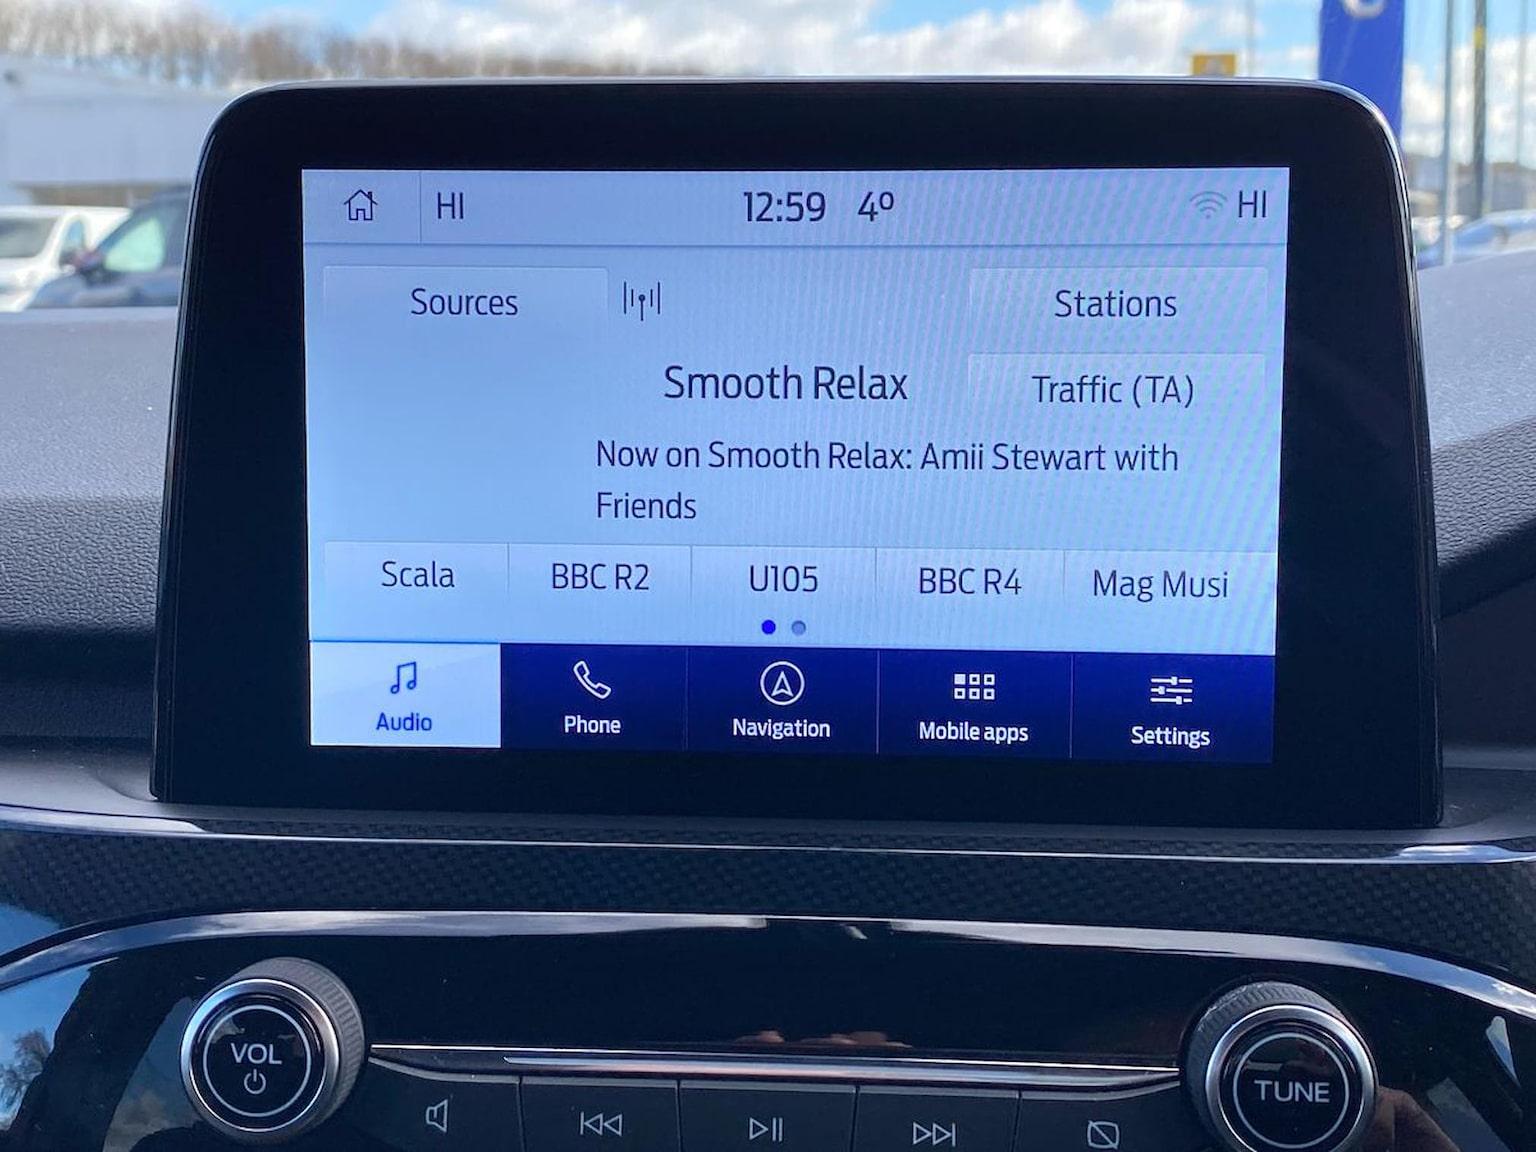 HI 12:59 4º HI
Sources
Stations
Smooth Relax
Traffic (TA)
Now on Smooth Relax: Amii Stewart with
Friends
Scala BBC R2 U105 BBC R4 Mag Musi
Audio Phone Navigation Mobile apps Settings
VOL
TUNE